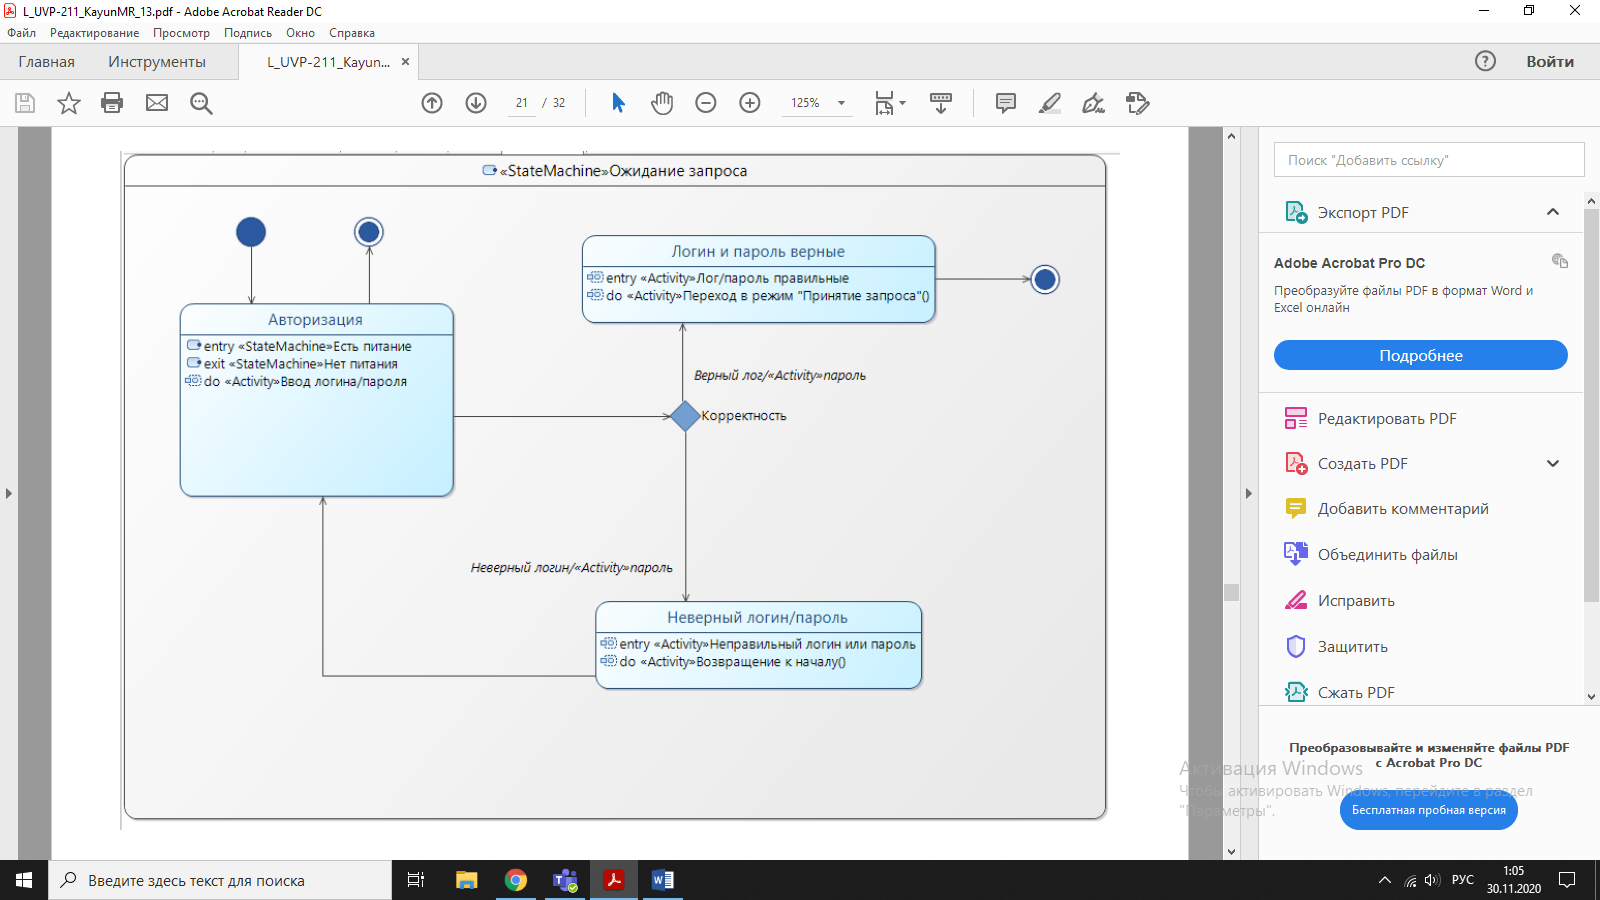 L_UVP-211_KayunMR_13.pdf - Adobe Acrobat Reader DC
Файл Редактирование Просмотр Подпись Окно Справка
Главная Инструменты L_UVP-211_Kayun... × Войти
21 / 32 125%
«StateMachine»Ожидание запроса
Логин и пароль верные
entry «Activity»Лог/пароль правильные
do «Activity»Переход в режим "Принятие запроса"()
Авторизация
entry «StateMachine»Есть питание
exit «StateMachine»Нет питания
do «Activity»Ввод логина/пароля
Верный лог/«Activity»пароль
Корректность
Неверный логин/«Activity»пароль
Неверный логин/пароль
entry «Activity»Неправильный логин или пароль
do «Activity»Возвращение к началу()
Поиск "Добавить ссылку"
Экспорт PDF
Adobe Acrobat Pro DC
Преобразуйте файлы PDF в формат Word и
Excel онлайн
Подробнее
Редактировать PDF
Создать PDF
Добавить комментарий
Объединить файлы
Исправить
Защитить
Сжать PDF
Преобразовывайте и изменяйте файлы PDF
с Acrobat Pro DC
Активация Windows
Чтобы активировать Windows, перейдите в раздел
"Параметры".
Бесплатная пробная версия
Введите здесь текст для поиска
РУС
1:05
30.11.2020